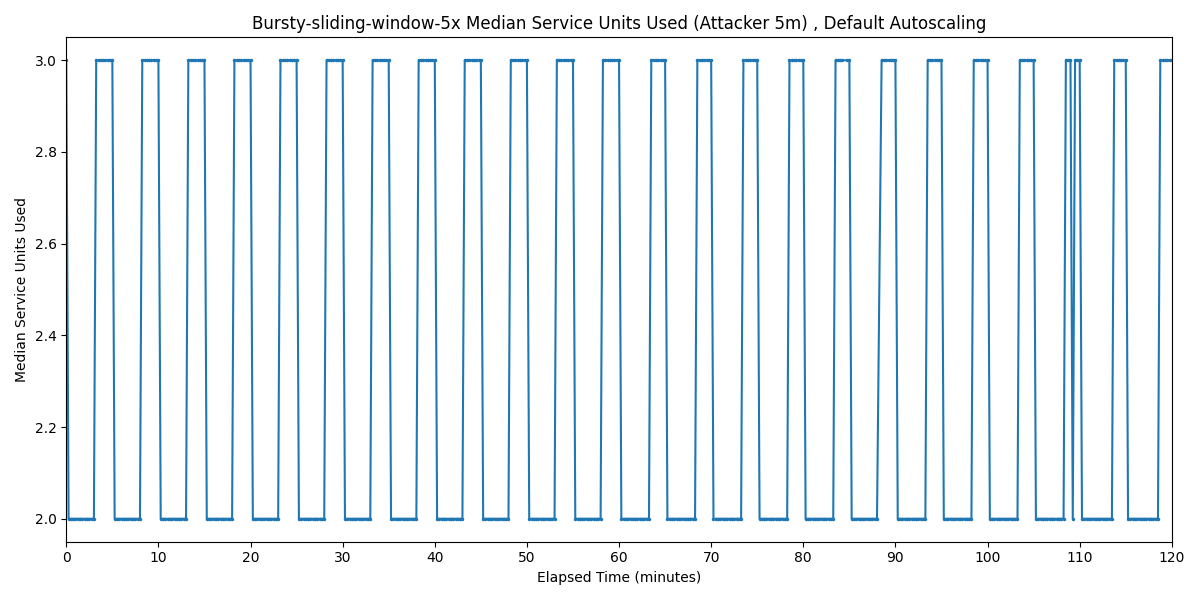 Bursty-sliding-window-5x Median Service Units Used (Attacker 5m) , Default Autoscaling
Median Service Units Used
3.0
2.8
2.6
2.4
2.2
2.0
0 10 20 30 40 50 60 70 80 90 100 110 120
Elapsed Time (minutes)